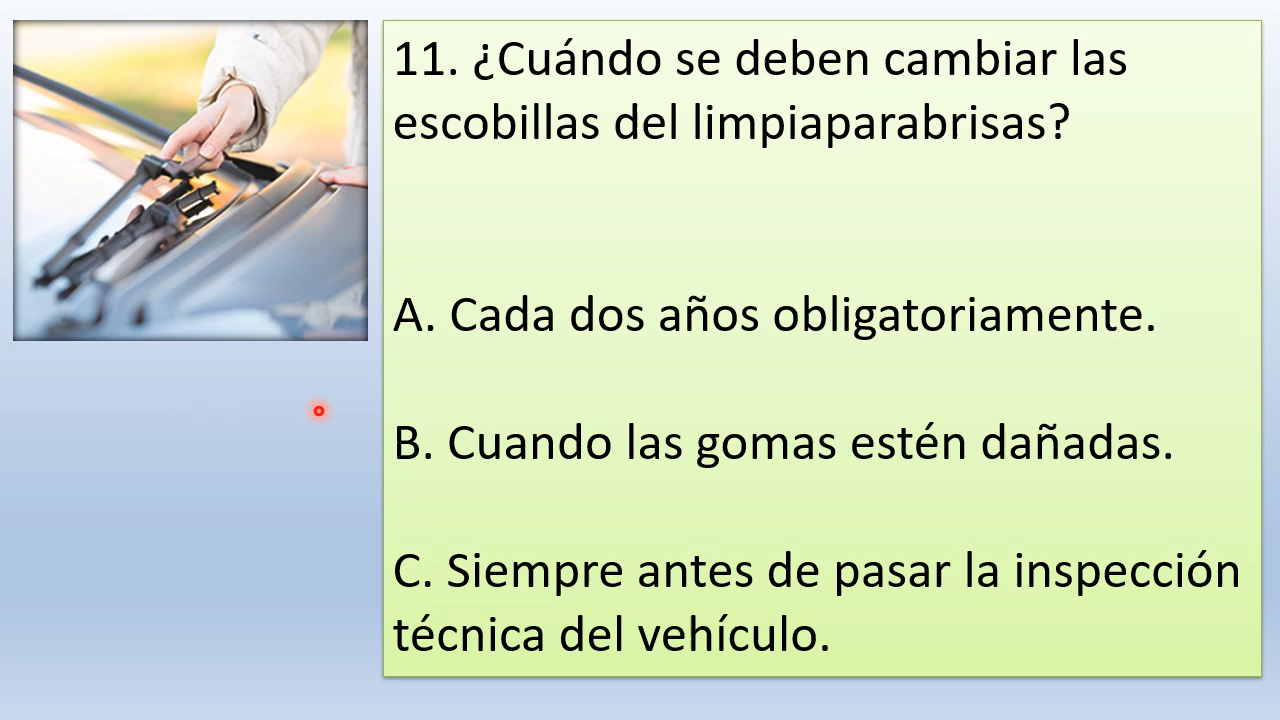 11. ¿Cuándo se deben cambiar las
escobillas del limpiaparabrisas?
A. Cada dos años obligatoriamente.
B. Cuando las gomas estén dañadas.
C. Siempre antes de pasar la inspección
técnica del vehículo.